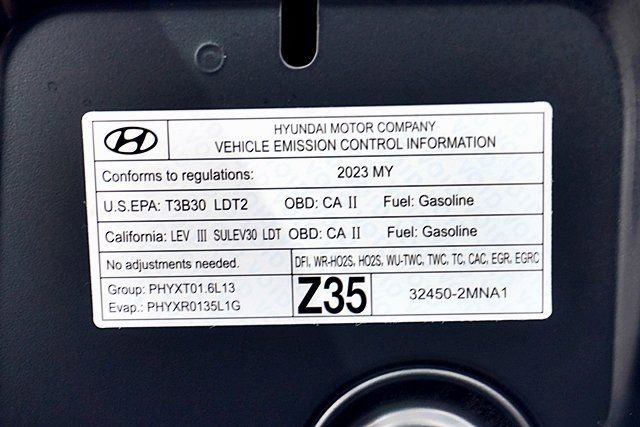 HYUNDAI MOTOR COMPANY
VEHICLE EMISSION CONTROL INFORMATION
Conforms to regulations: 2023 MY
U.S.EPA: T3B30 LDT2 OBD: CA II Fuel: Gasoline
California: LEV III SULEV30 LDT OBD: CA II Fuel: Gasoline
No adjustments needed. DFI, WR-HO2S, HO2S, WU-TWC, TWC, TC, CAC, EGR, EGRC
Group: PHYXT01.6L13
Evap.: PHYXR0135L1G
Z35 32450-2MNA1